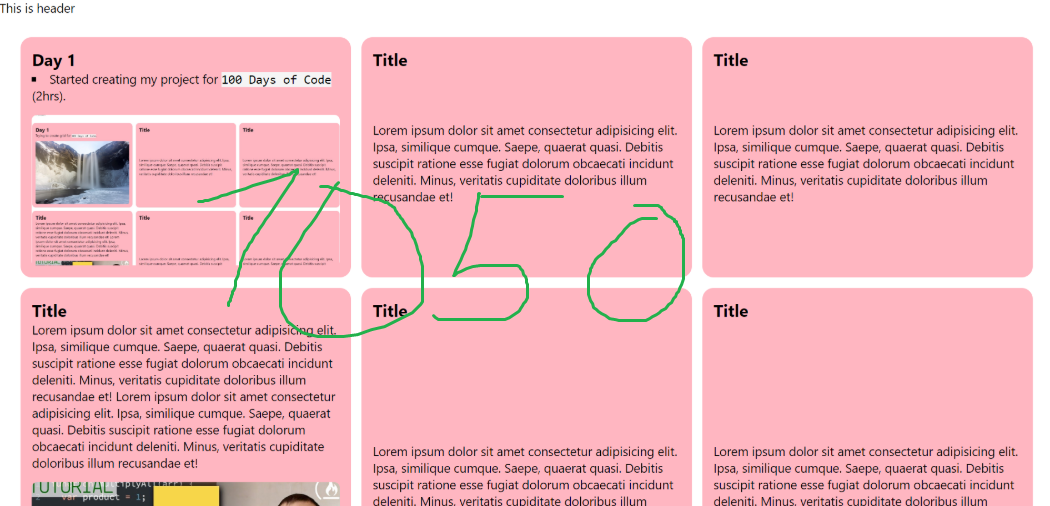 This is header
Day 1
Started creating my project for 100 Days of Code
(2hrs).
Day 1
Title
Title
Title
Title
Title
Title
Lorem ipsum dolor sit amet consectetur adipisicing elit.
Ipsa, similique cumque. Saepe, quaerat quasi. Debitis
suscipit ratione esse fugiat dolorum obcaecati incidunt
deleniti. Minus, veritatis cupiditate doloribus illum
recusandae et!
Title
Lorem ipsum dolor sit amet consectetur adipisicing elit.
Ipsa, similique cumque. Saepe, quaerat quasi. Debitis
suscipit ratione esse fugiat dolorum obcaecati incidunt
deleniti. Minus, veritatis cupiditate doloribus illum
recusandae et!
1050
Title
Lorem ipsum dolor sit amet consectetur adipisicing elit.
Ipsa, similique cumque. Saepe, quaerat quasi. Debitis
suscipit ratione esse fugiat dolorum obcaecati incidunt
deleniti. Minus, veritatis cupiditate doloribus illum
recusandae et! Lorem ipsum dolor sit amet consectetur
adipisicing elit. Ipsa, similique cumque. Saepe, quaerat
quasi. Debitis suscipit ratione esse fugiat dolorum
obcaecati incidunt deleniti. Minus, veritatis cupiditate
doloribus illum recusandae et!
TUTORIAL
var product = 1;
Title
Lorem ipsum dolor sit amet consectetur adipisicing elit.
Ipsa, similique cumque. Saepe, quaerat quasi. Debitis
suscipit ratione esse fugiat dolorum obcaecati incidunt
deleniti. Minus, veritatis cupiditate doloribus illum
Title
Lorem ipsum dolor sit amet consectetur adipisicing elit.
Ipsa, similique cumque. Saepe, quaerat quasi. Debitis
suscipit ratione esse fugiat dolorum obcaecati incidunt
deleniti. Minus, veritatis cupiditate doloribus illum